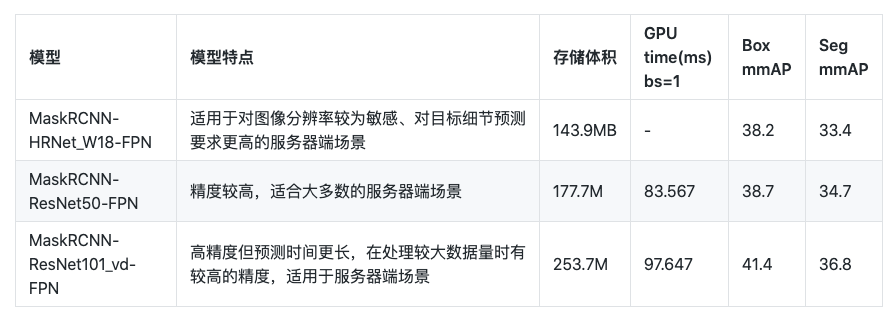 模型
模型特点
存储体积
GPU
time(ms)
bs=1
Box
mmAP
Seg
mmAP
MaskRCNN-
HRNet_W18-FPN
适用于对图像分辨率较为敏感、对目标细节预测
要求更高的服务器端场景
143.9MB
-
38.2
33.4
MaskRCNN-
ResNet50-FPN
精度较高，适合大多数的服务器端场景
177.7M
83.567
38.7
34.7
MaskRCNN-
ResNet101_vd-
FPN
高精度但预测时间更长，在处理较大数据量时有
较高的精度，适用于服务器端场景
253.7M
97.647
41.4
36.8